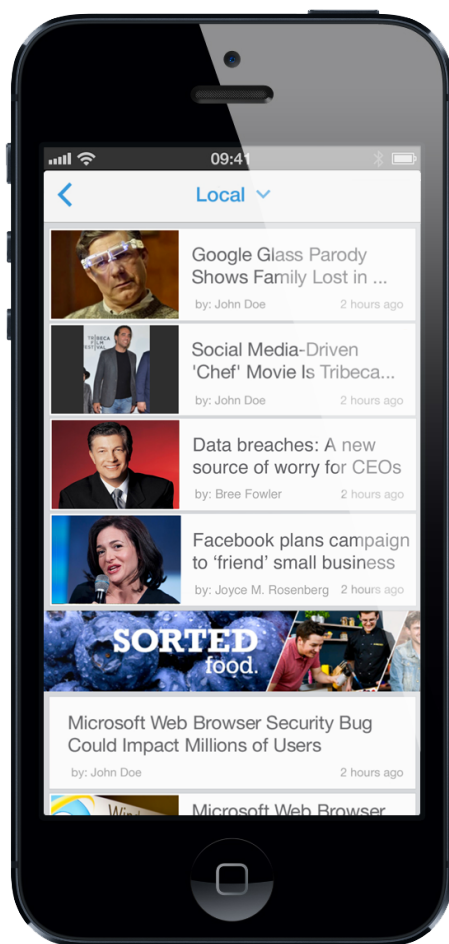 09:41
Local
Google Glass Parody
Shows Family Lost in ...
by: John Doe
2 hours ago
TRIBECA
FILM
Social Media-Driven
'Chef' Movie Is Tribeca...
by: John Doe
2 hours ago
Data breaches: A new
source of worry for CEOs
by: Bree Fowler
2 hours ago
Facebook plans campaign
to ‘friend’ small business
by: Joyce M. Rosenberg
2 hours ago
SORTED
food.
Microsoft Web Browser Security Bug
Could Impact Millions of Users
by: John Doe
2 hours ago
Microsoft Web Browser